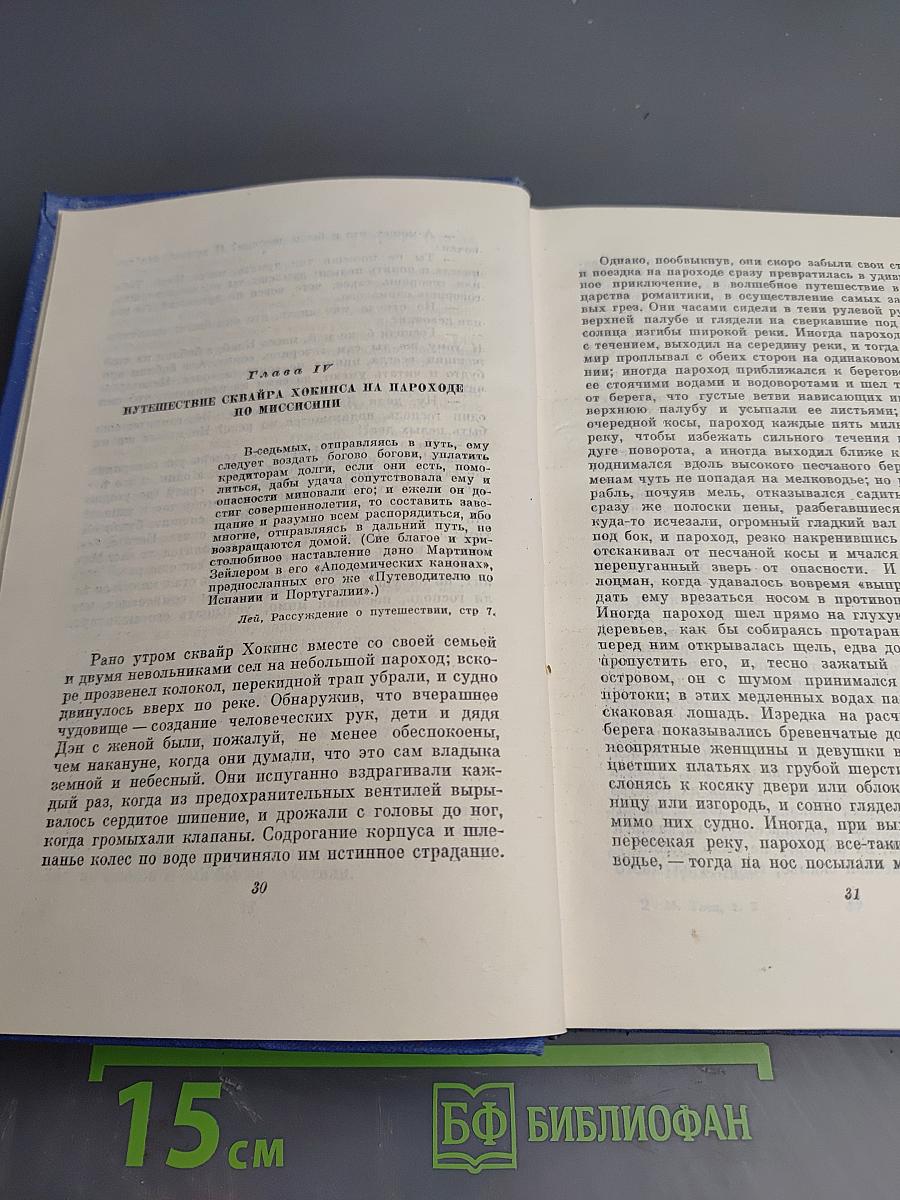 Глава IV
ПУТЕШЕСТВИЕ СКВАЙРА ХОКИНСА НА ПАРОХОДЕ
ПО МИССИСИПИ
В-седьмых, отправляясь в путь, ему
следует воздать богово богови, уплатить
кредиторам долги, если они есть, помо-
литься, дабы удача сопутствовала ему и
опасности миновали его; и ежели он до-
стиг совершеннолетия, то составить заве-
щание и разумно всем распорядиться, ибо
многие, отправляясь в дальний путь, не
возвращаются домой. (Сие благое и хри-
столюбивое наставление дано Мартином
Зейлером в его «Аподемических канонах»,
предпосланных его же «Путеводителю по
Испании и Португалии».)
Лей, Рассуждение о путешествии, стр 7.
Рано утром сквайр Хокинс вместе со своей семьей
и двумя невольниками сел на небольшой пароход; вско-
ре прозвенел колокол, перекидной трап убрали, и судно
двинулось вверх по реке. Обнаружив, что вчерашнее
чудовище — создание человеческих рук, дети и дядя
Дэн с женой были, пожалуй, не менее обеспокоены,
чем накануне, когда они думали, что это сам владыка
земной и небесный. Они испуганно вздрагивали каж-
дый раз, когда из предохранительных вентилей выры-
валось сердитое шипение, и дрожали с головы до ног,
когда громыхали клапаны. Содрогание корпуса и шле-
панье колес по воде причиняло им истинное страдание.
30
Однако, пообвыкнув, они скоро забыли свои ст
и поездка на пароходе сразу превратилась в удиви
ное приключение, в волшебное путешествие в
царства романтики, в осуществление самых за
вых грез. Они часами сидели в тени рулевой ру
верхней палубе и глядели на сверкавшие под
солнца изгибы широкой реки. Иногда пароход
с течением, выходил на середину реки, и тогда
мир проплывал с обеих сторон на одинаковом
нии; иногда пароход приближался к берегово
ее стоячими водами и водоворотами и шел т
от берега, что густые ветви нависающих ив
верхнюю палубу и усыпали ее листьями;
очередной косы, пароход каждые пять миль
реку, чтобы избежать сильного течения
дуге поворота, а иногда выходил ближе к
поднимался вдоль высокого песчаного бер
менам чуть не попадая на мелководье; но
рабль, почуяв мель, отказывался садить
сразу же полоски пены, разбегавшиеся
куда-то исчезали, огромный гладкий вал
под бок, и пароход, резко накренившись
отскакивал от песчаной косы и мчался
перепуганный зверь от опасности. И
лоцман, когда удавалось вовремя «выпр
дать ему врезаться носом в противоп
Иногда пароход шел прямо на глухую
деревьев, как бы собираясь протаран
перед ним открывалась щель, едва до
пропустить его, и, тесно зажатый
островом, он с шумом принимался
протоки; в этих медленных водах па
скаковая лошадь. Изредка на расч
берега показывались бревенчатые до
неопрятные женщины и девушки в
цветших платьях из грубой шерсти
слонясь к косяку двери или облок
ницу или изгородь, и сонно глядел
мимо них судно. Иногда, при вы
пересекая реку, пароход все-таки
водье, — тогда на нос посылали м
31
15 см
БФ БИБЛИОФАН